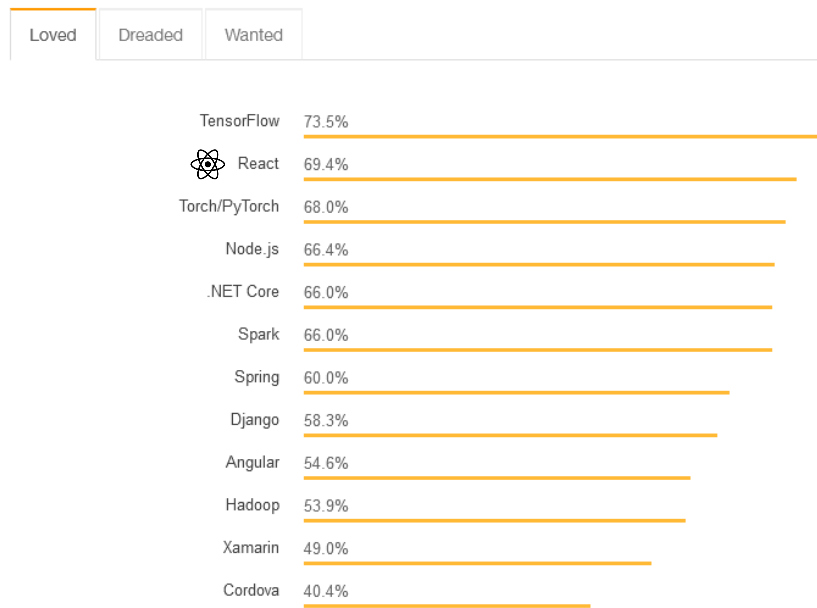 Loved Dreaded Wanted
TensorFlow 73.5%
React 69.4%
Torch/PyTorch 68.0%
Node.js 66.4%
.NET Core 66.0%
Spark 66.0%
Spring 60.0%
Django 58.3%
Angular 54.6%
Hadoop 53.9%
Xamarin 49.0%
Cordova 40.4%